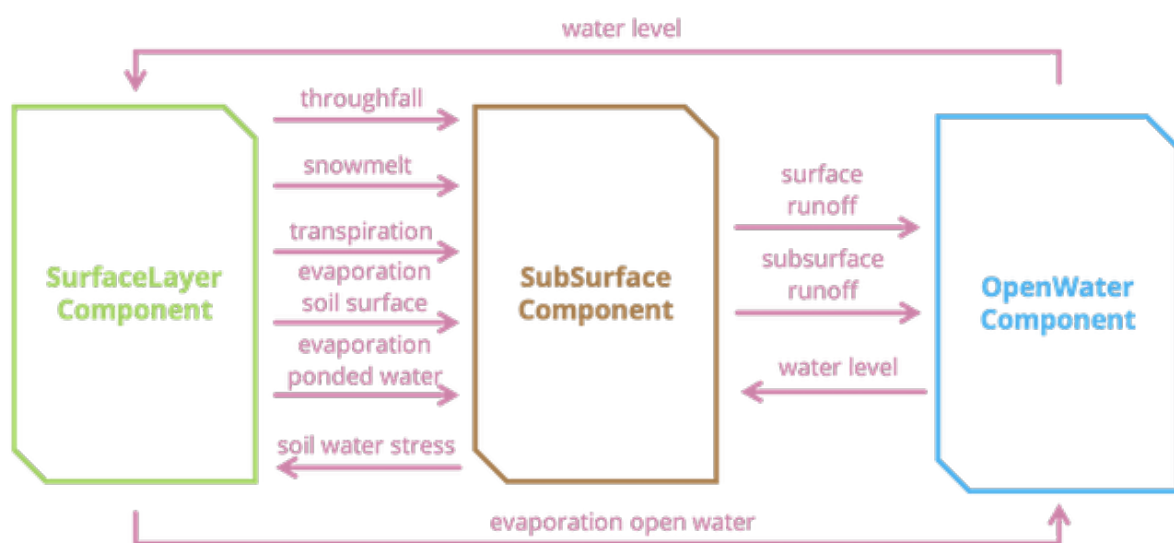 water level
throughfall
snowmelt
transpiration
evaporation
soil surface
evaporation
ponded water
soil water stress
SurfaceLayer
Component
SubSurface
Component
surface
runoff
subsurface
runoff
water level
OpenWater
Component
evaporation open water